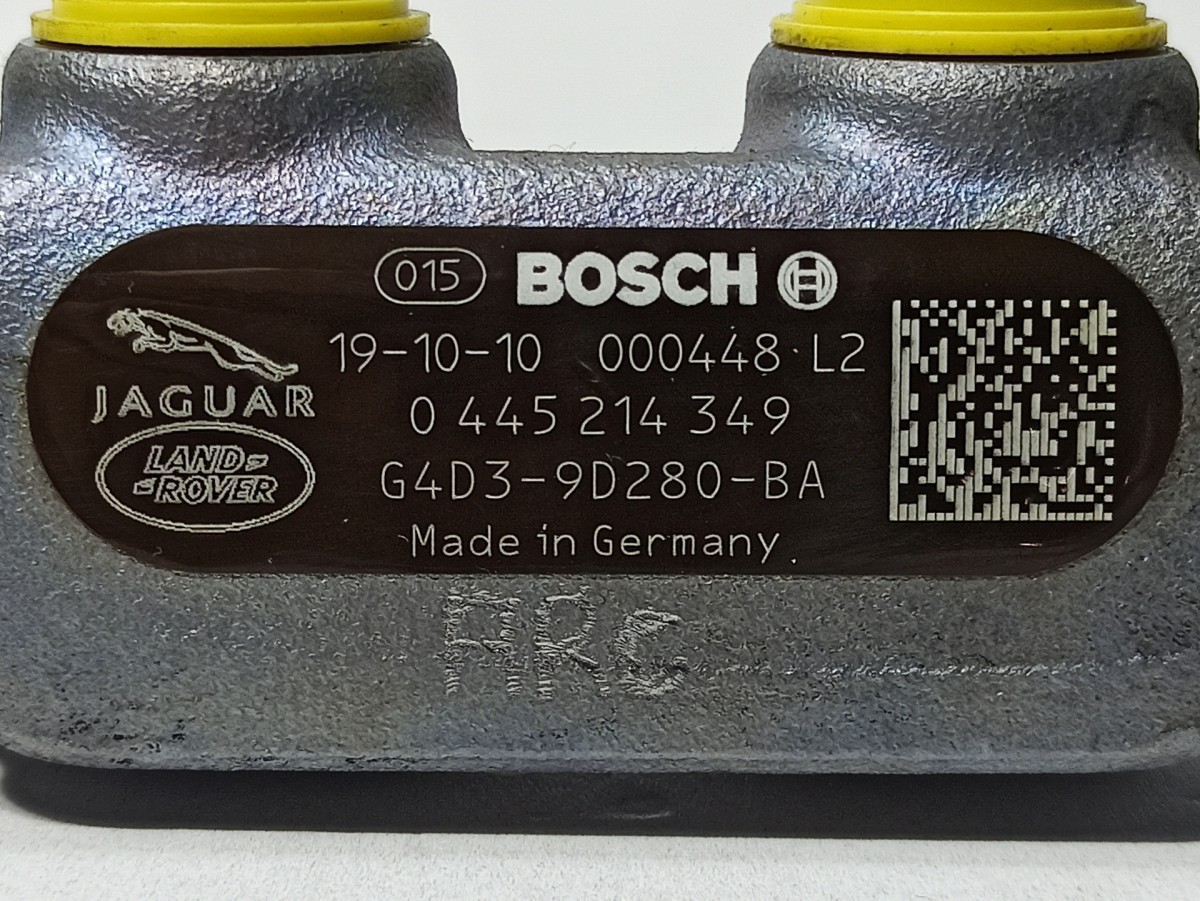 015 BOSCH
19-10-10 000448 L2
0 445 214 349
G4D3-9D280-BA
Made in Germany
JAGUAR
LAND
ROVER
ARC